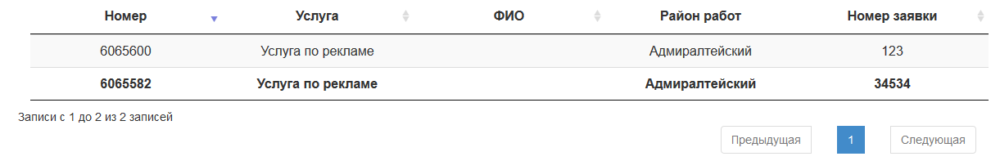 Номер Услуга ФИО Район работ Номер заявки
6065600 Услуга по рекламе Адмиралтейский 123
6065582 Услуга по рекламе Адмиралтейский 34534
Записи с 1 до 2 из 2 записей
Предыдущая 1 Следующая